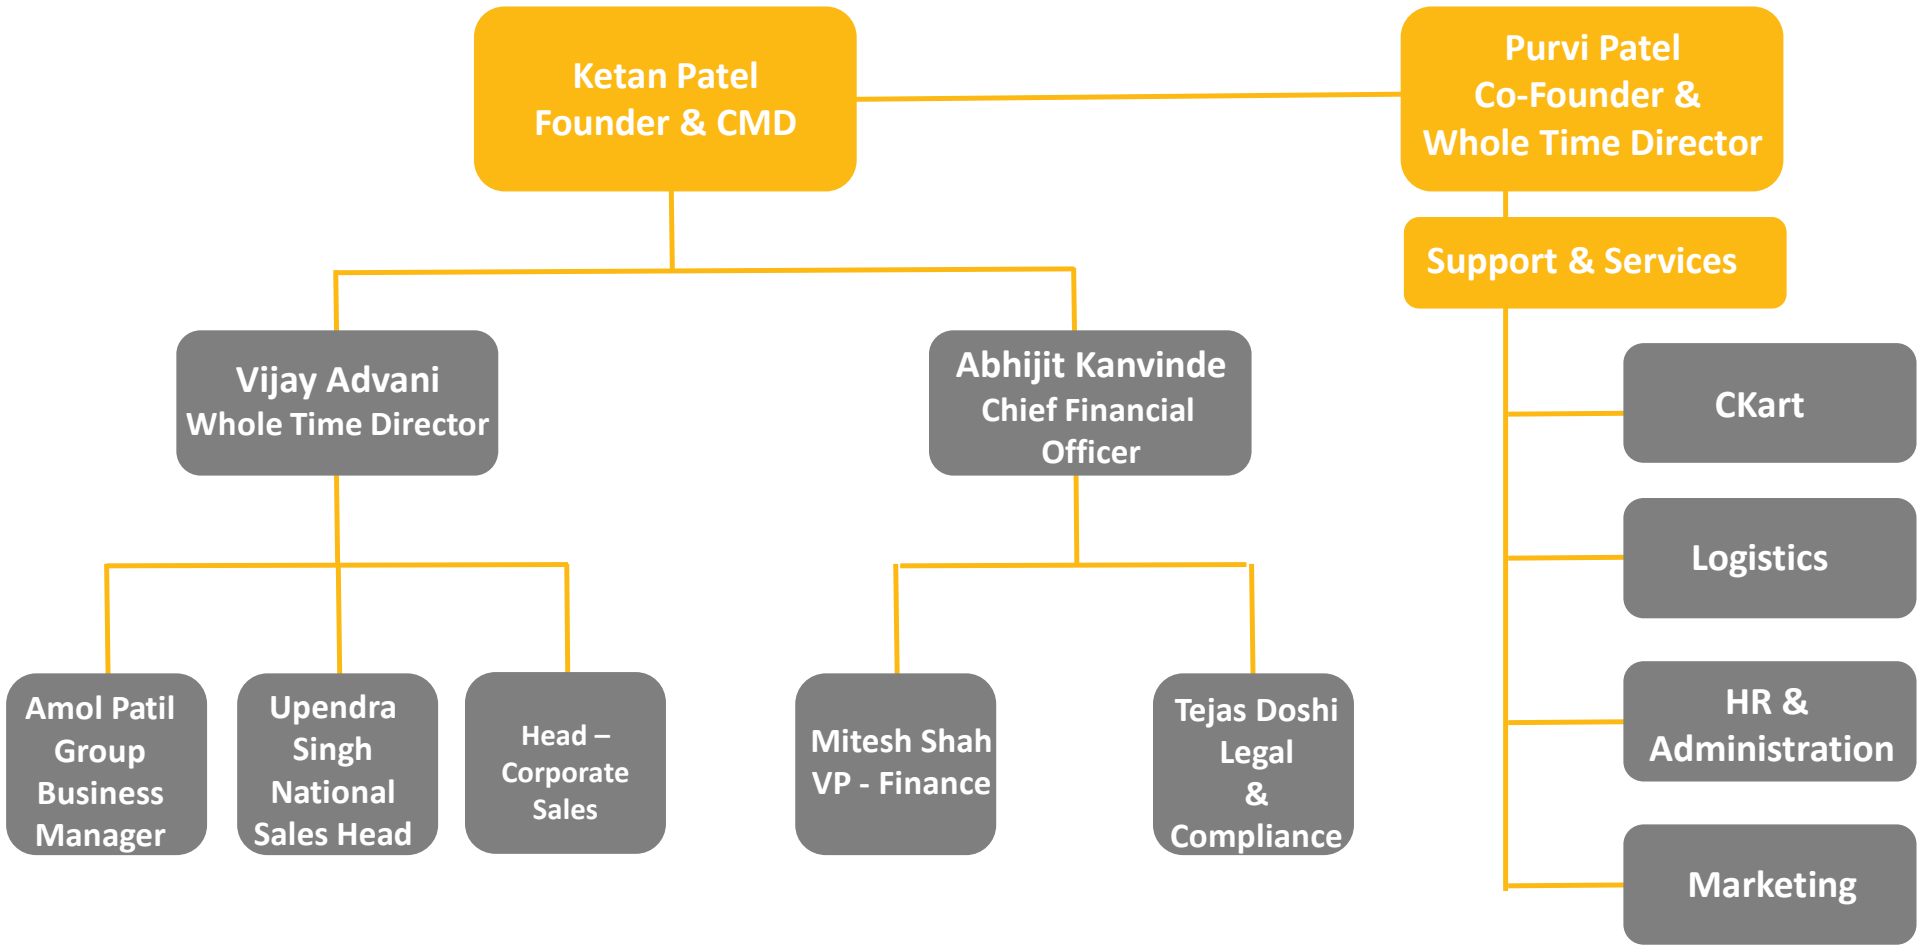 Ketan Patel
Founder & CMD
Purvi Patel
Co-Founder &
Whole Time Director
Support & Services
Vijay Advani
Whole Time Director
Abhijit Kanvinde
Chief Financial
Officer
CKart
Logistics
HR &
Administration
Marketing
Amol Patil
Group
Business
Manager
Upendra
Singh
National
Sales Head
Head –
Corporate
Sales
Mitesh Shah
VP - Finance
Tejas Doshi
Legal
&
Compliance